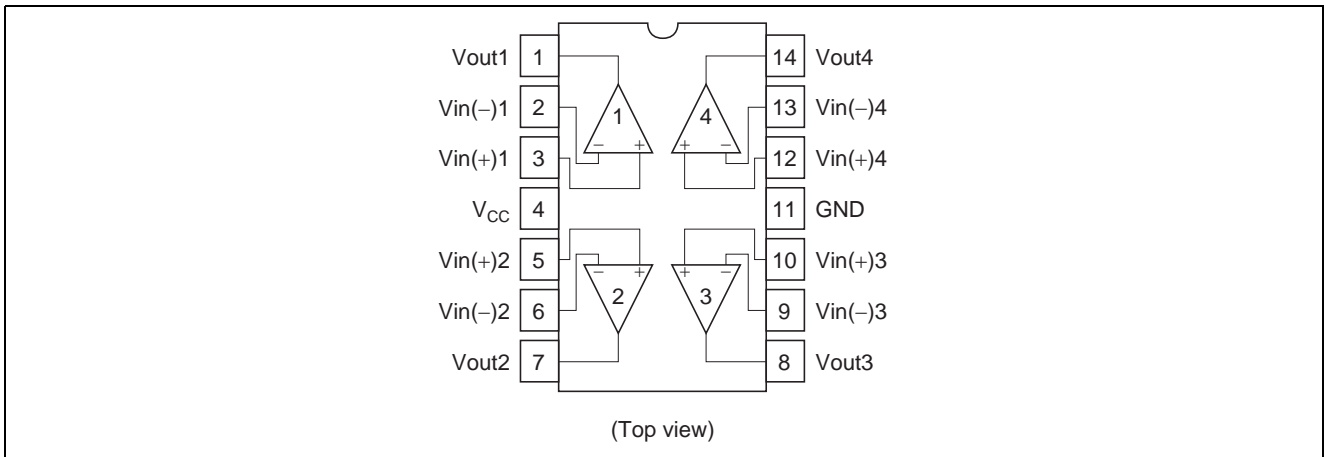 Vout1 1 14 Vout4
Vin(−)1 2 13 Vin(−)4
1 4
− + + −
Vin(+)1 3 12 Vin(+)4
VCC 4 11 GND
Vin(+)2 5 10 Vin(+)3
− + + −
2 3
Vin(−)2 6 9 Vin(−)3
Vout2 7 8 Vout3
(Top view)